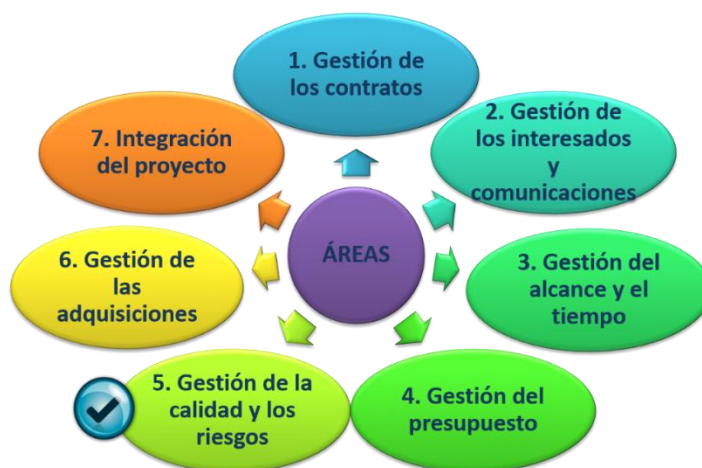 1. Gestión de
los contratos
2. Gestión de
los interesados
y
comunicaciones
3. Gestión del
alcance y el
tiempo
4. Gestión del
presupuesto
5. Gestión de la
calidad y los
riesgos
6. Gestión de
las
adquisiciones
7. Integración
del proyecto
ÁREAS